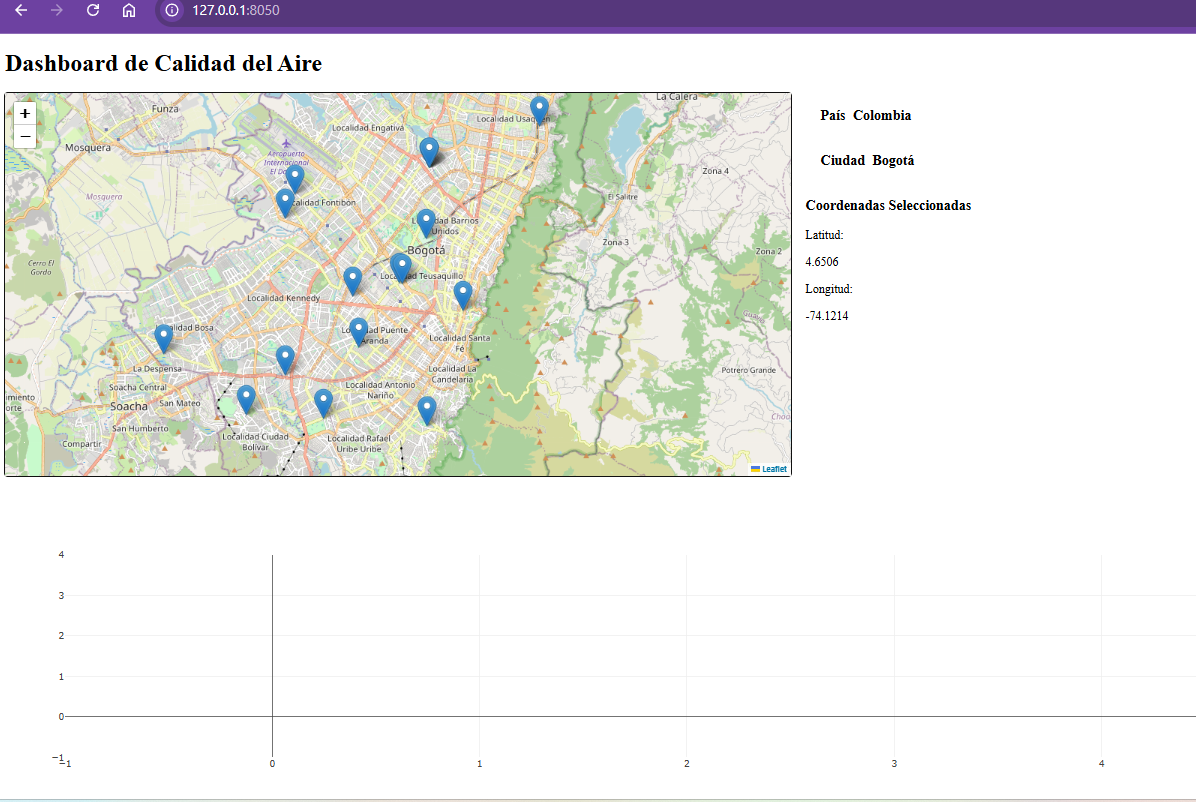 127.0.0.1:8050
Dashboard de Calidad del Aire
+
−
Funza
Mosquera
Mosquera
Cerro El
Gordo
Localidad Engativá
Aeropuerto
Internacional
El Do
calidad Fontibón
Localidad Usaquén
La Calera
Zona 4
El Salitre
Zona 3
Zona 2
Localidad Barrios
Unidos
Bogotá
Localidad Teusaquillo
Localidad Kennedy
Localidad Bosa
Localidad Puente
Aranda
Localidad Santa
Fé
Localidad La
Candelaria
La Despensa
Soacha Central
Soacha
San Mateo
San Humberto
Compartir
Localidad Antonio
Nariño
Localidad Ciudad
Bolívar
Localidad Rafael
Uribe Uribe
Potrero Grande
imiento
orte
Leaflet
País Colombia
Ciudad Bogotá
Coordenadas Seleccionadas
Latitud:
4.6506
Longitud:
-74.1214
4
3
2
1
0
−1
−1
0
1
2
3
4